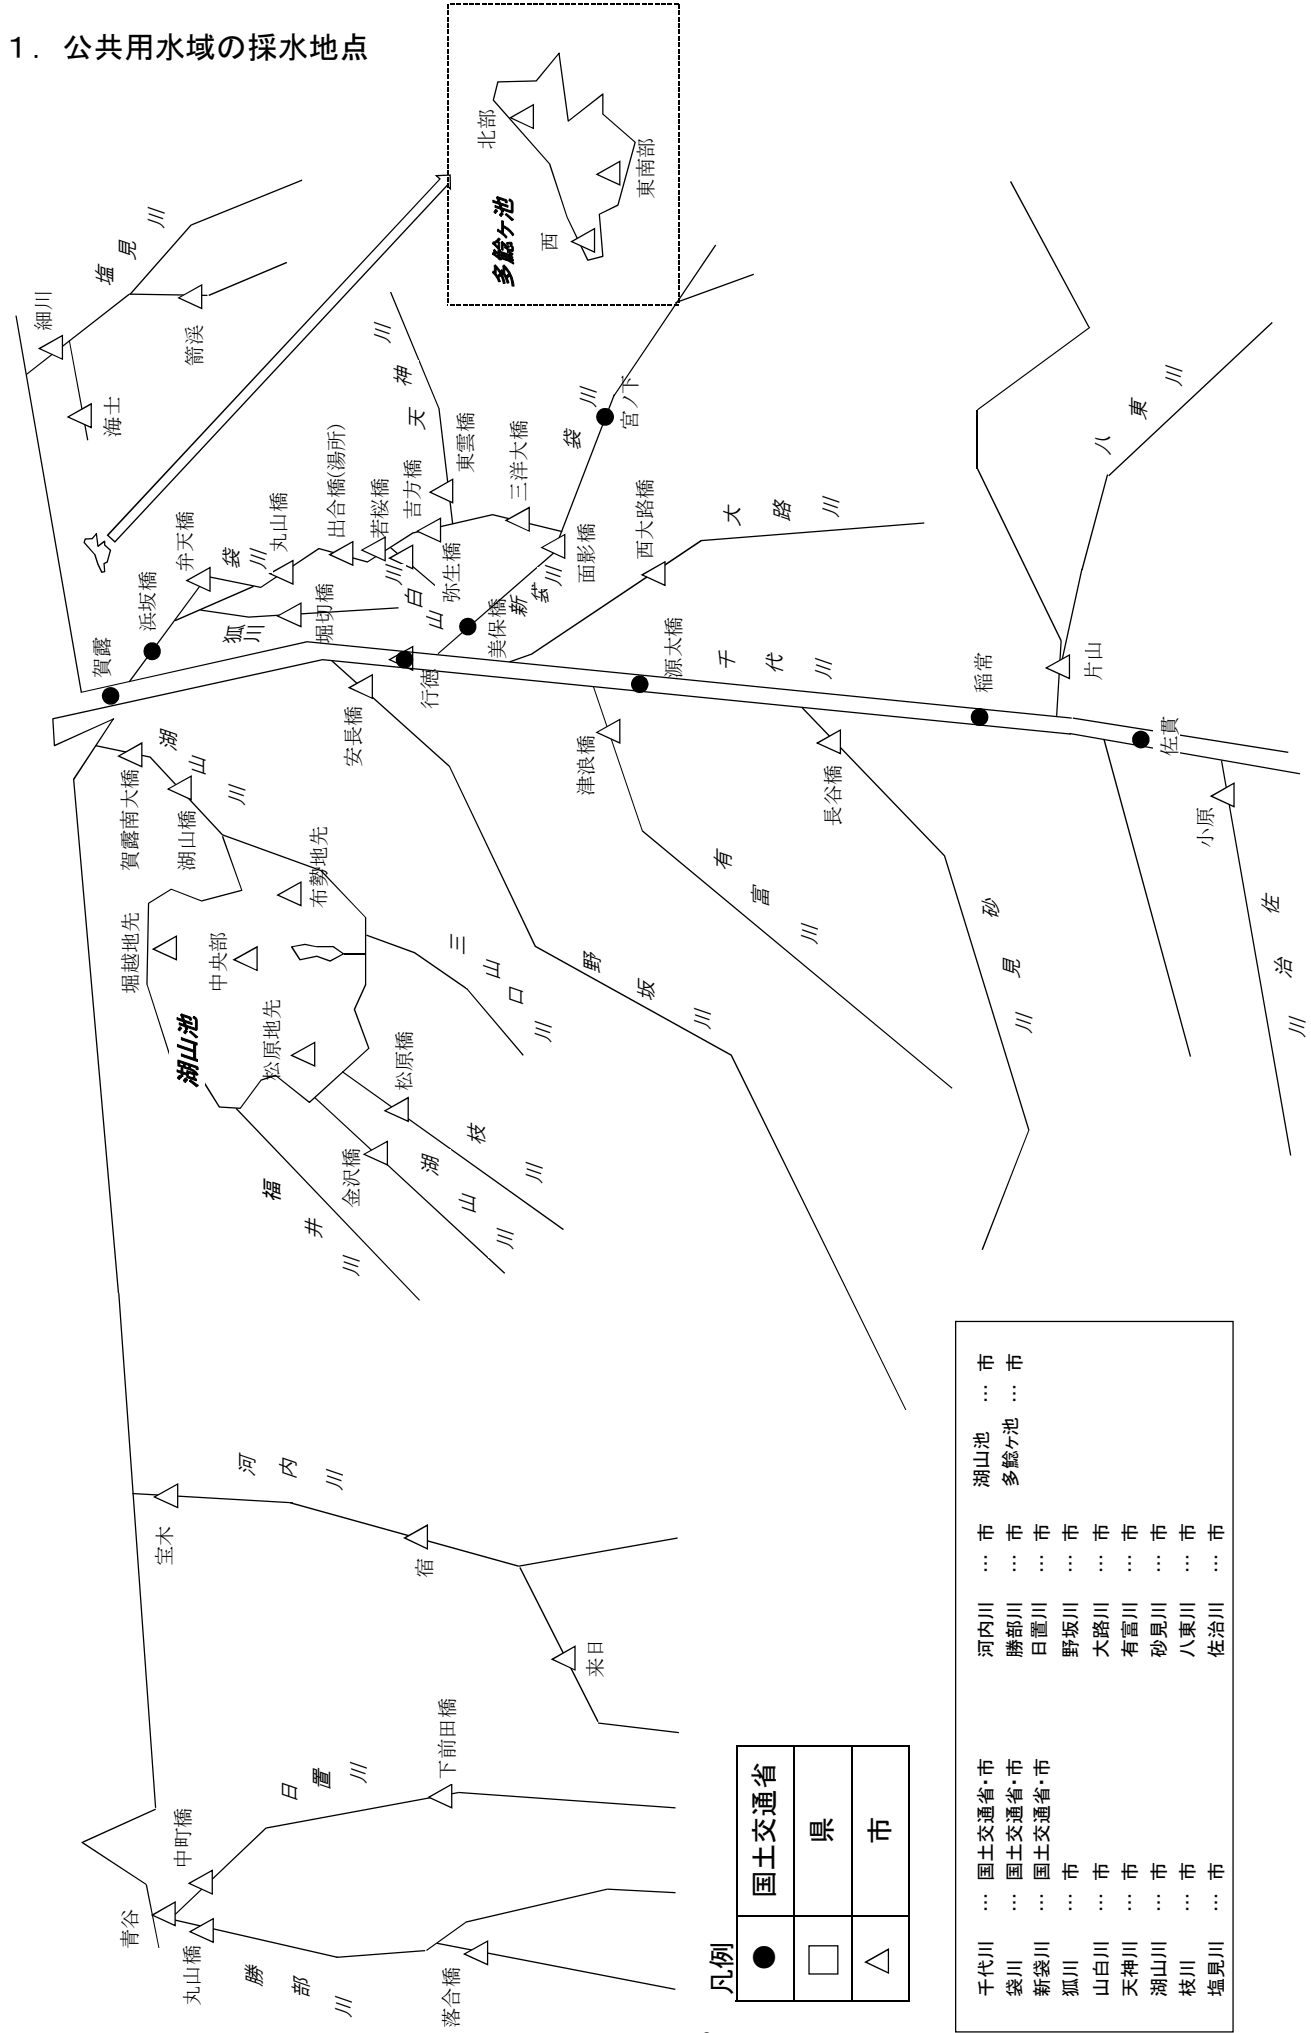 1. 公共用水域の採水地点
北部
東南部
西
多鯰ヶ池
塩見川
細川
箭渓
海士
天神川
東雲橋
三洋大橋
袋川
宮ノ下
吉方橋
若桜橋
出合橋(湯所)
丸山橋
弁天橋
袋川
浜坂橋
賀露
狐川
堀切橋
山白川
弥生橋
美保橋
新袋川
面影橋
西大路橋
大路川
八東川
片山
千代川
源太橋
稲常
佐貫
行徳
安長橋
津浪橋
長谷橋
小原
賀露南大橋
湖山橋
湖山川
布勢地先
堀越地先
中央部
松原地先
湖山池
三山口川
松原橋
金沢橋
福井川
湖山川
枝川
野坂川
有富川
砂見川
佐治川
宝木
河内川
宿
来日
日置川
下前田橋
中町橋
青谷
丸山橋
勝部川
落合橋
凡例
● 国土交通省
□ 県
△ 市
千代川 … 国土交通省・市
袋川 … 国土交通省・市
新袋川 … 国土交通省・市
狐川 … 市
山白川 … 市
天神川 … 市
湖山川 … 市
枝川 … 市
塩見川 … 市
河内川 … 市
勝部川 … 市
日置川 … 市
野坂川 … 市
大路川 … 市
有富川 … 市
砂見川 … 市
八東川 … 市
佐治川 … 市
湖山池 … 市
多鯰ヶ池 … 市